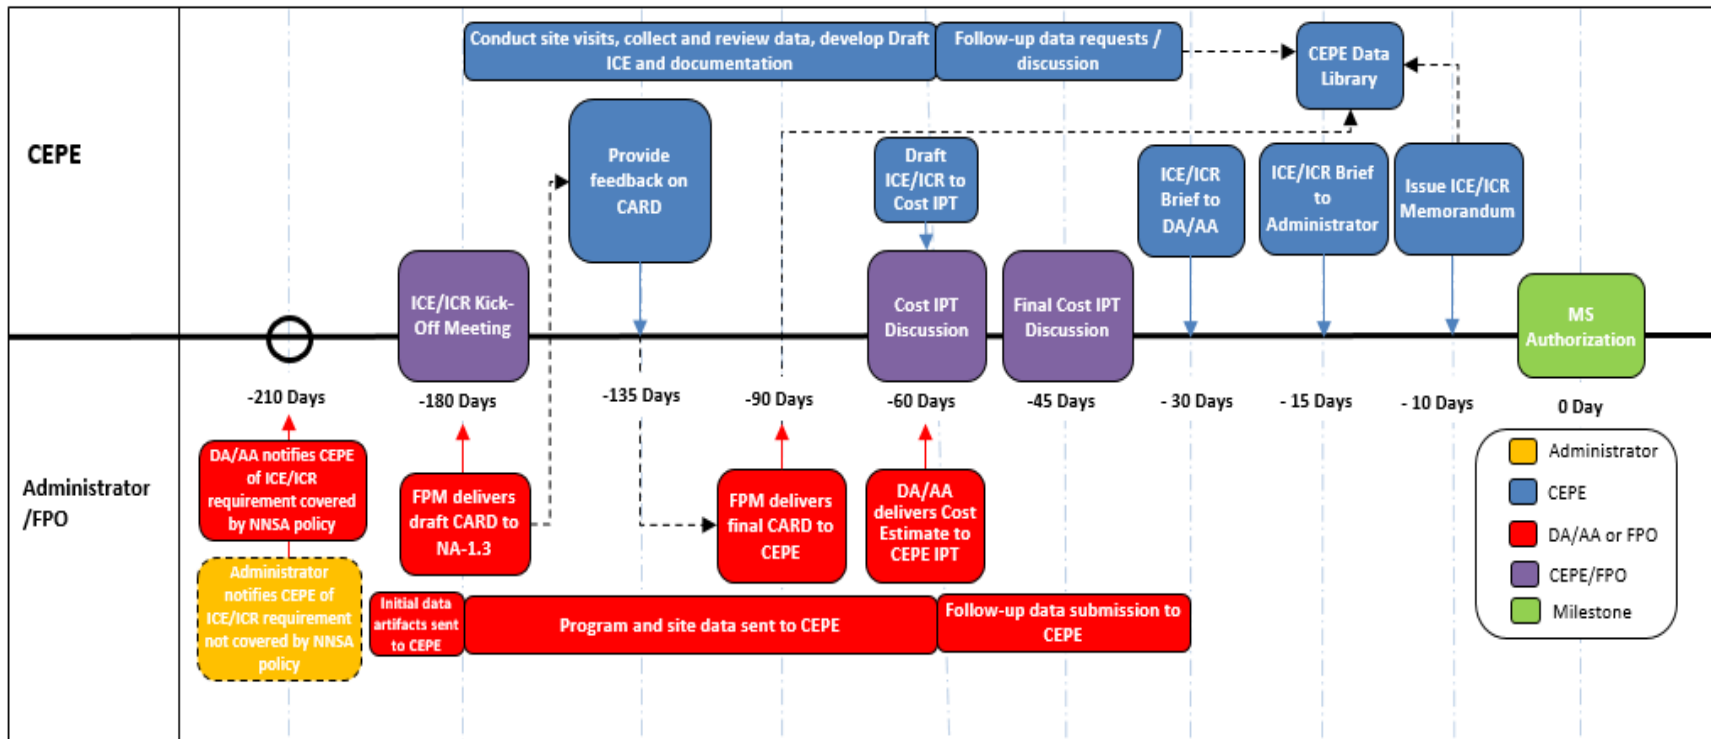 Conduct site visits, collect and review data, develop Draft
ICE and documentation
Follow-up data requests /
discussion
CEPE Data
Library
CEPE
Provide
feedback on
CARD
Draft
ICE/ICR to
Cost IPT
ICE/ICR
Brief to
DA/AA
ICE/ICR Brief
to
Administrator
Issue ICE/ICR
Memorandum
ICE/ICR Kick-
Off Meeting
Cost IPT
Discussion
Final Cost IPT
Discussion
MS
Authorization
-210 Days
-180 Days
-135 Days
-90 Days
-60 Days
-45 Days
- 30 Days
- 15 Days
- 10 Days
0 Day
Administrator
/FPO
DA/AA notifies CEPE
of ICE/ICR
requirement covered
by NNSA policy
FPM delivers
draft CARD to
NA-1.3
FPM delivers
final CARD to
CEPE
DA/AA
delivers Cost
Estimate to
CEPE IPT
Administrator
notifies CEPE of
ICE/ICR requirement
not covered by NNSA
policy
Initial data
artifacts sent
to CEPE
Program and site data sent to CEPE
Follow-up data submission to
CEPE
Administrator
CEPE
DA/AA or FPO
CEPE/FPO
Milestone